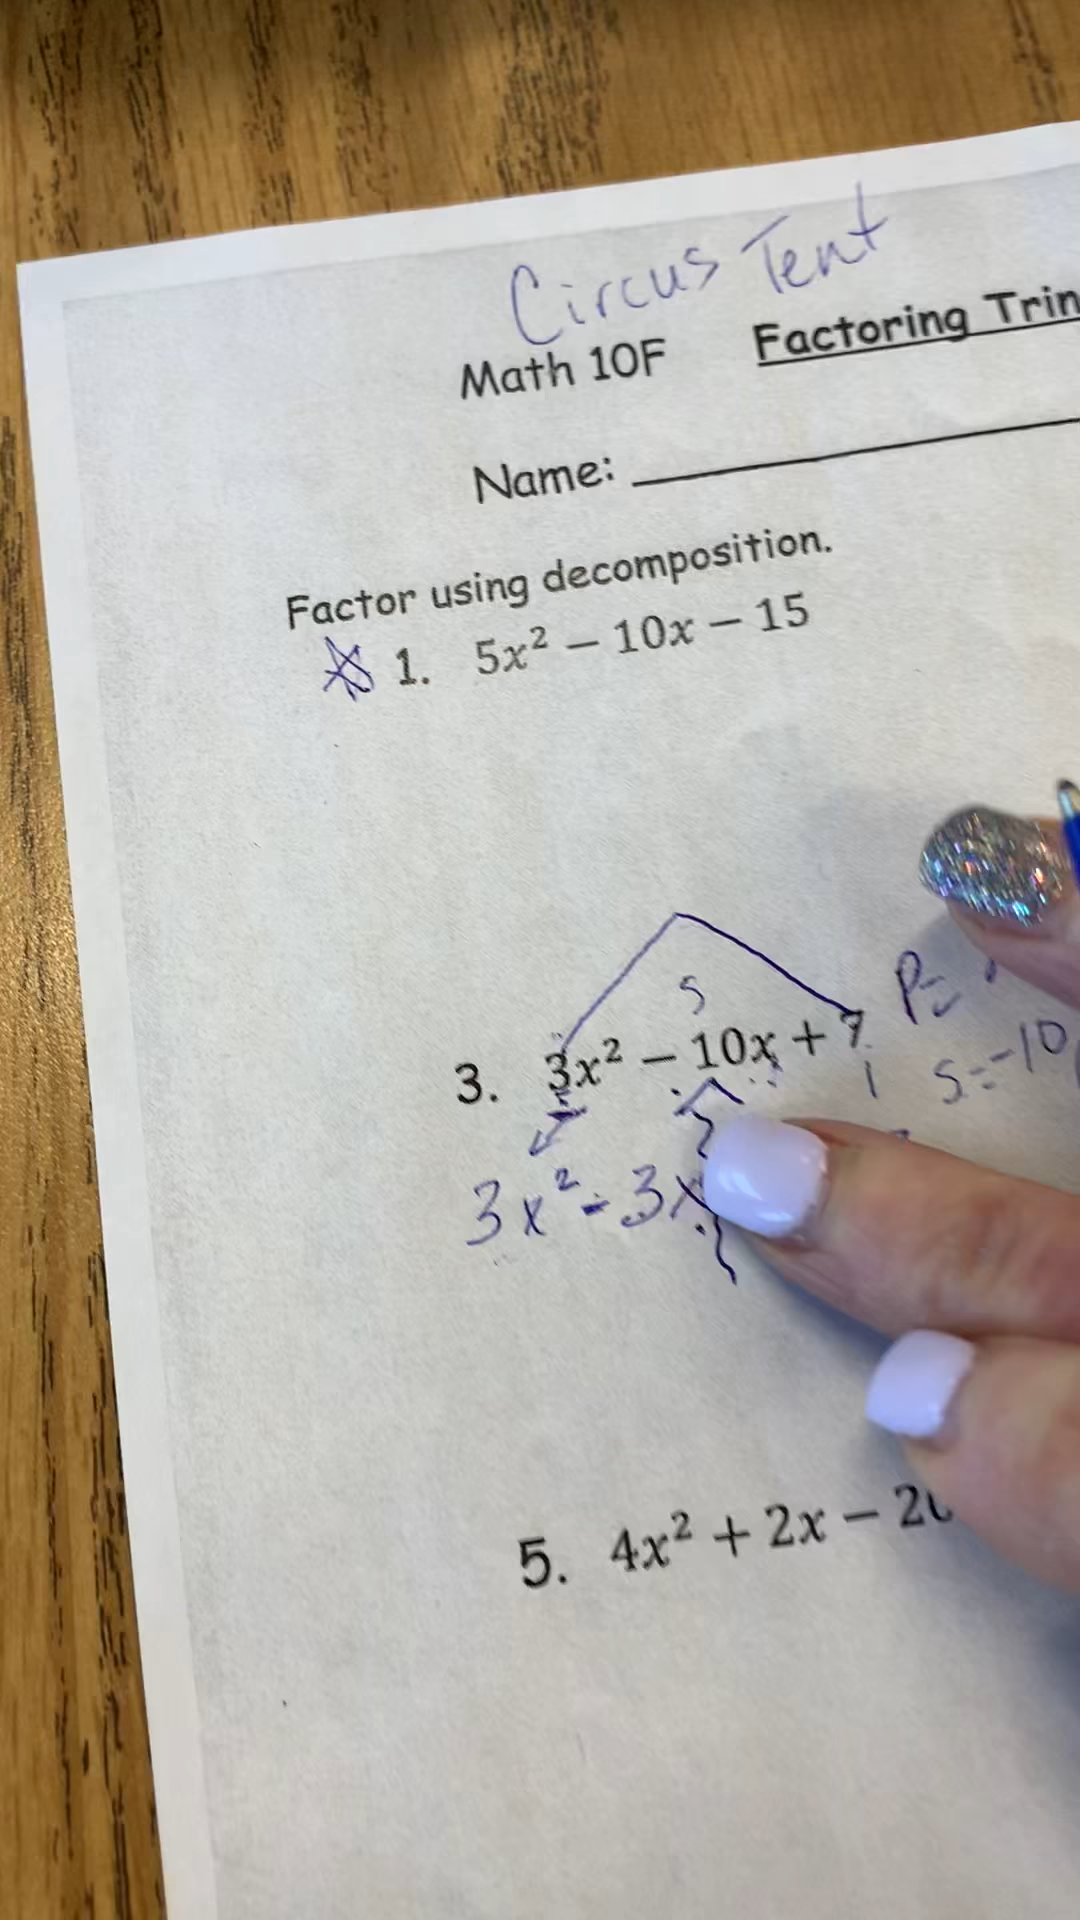 Circus Tent
Math 10F Factoring Trin
Name:
Factor using decomposition.
1. 5x² − 10x − 15
S
3. 3x² − 10x + 7
P=
S=-10
1
3x² - 3x
5. 4x² + 2x − 2